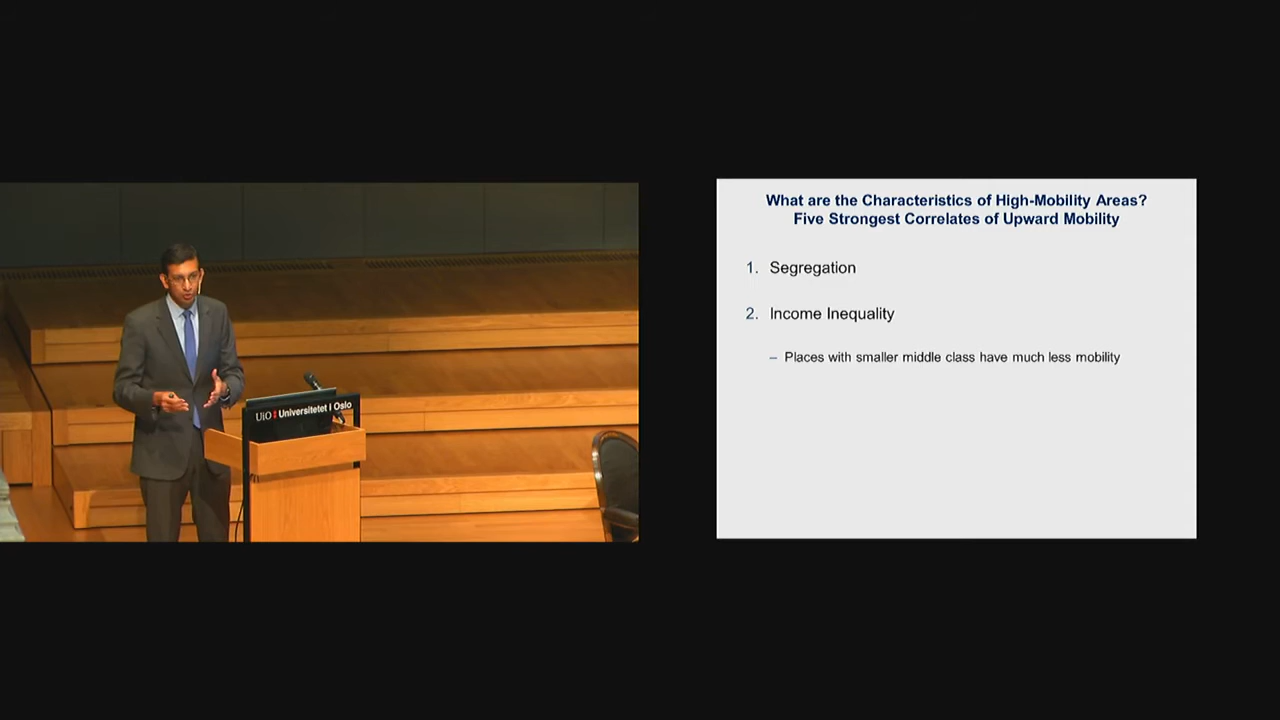 UiO Universitetet i Oslo
What are the Characteristics of High-Mobility Areas?
Five Strongest Correlates of Upward Mobility
1. Segregation
2. Income Inequality
– Places with smaller middle class have much less mobility